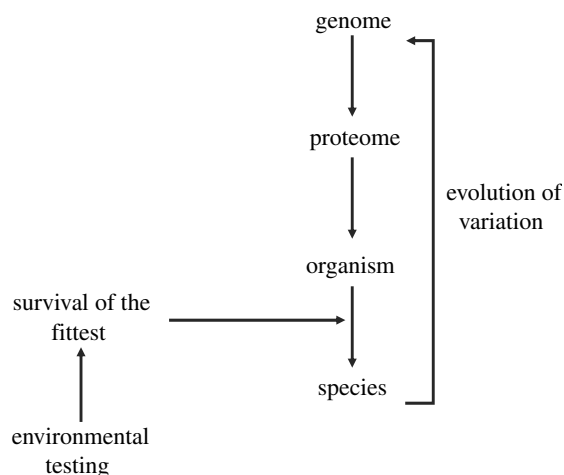 genome
proteome
evolution of
variation
organism
survival of the
fittest
species
environmental
testing